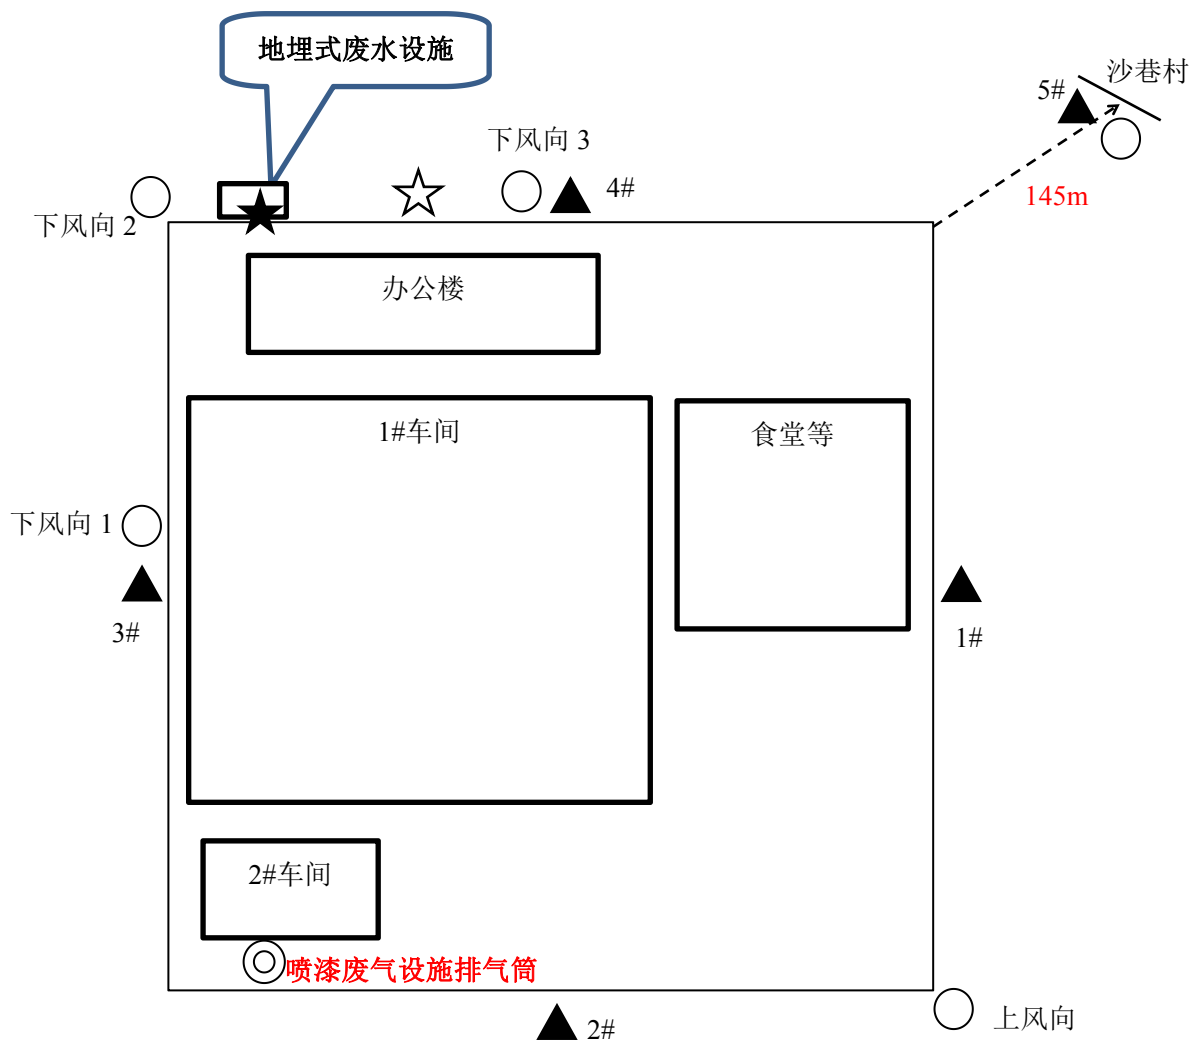 地埋式废水设施
沙巷村
5#
下风向 3
4#
145m
下风向 2
办公楼
1#车间
食堂等
下风向 1
3#
1#
2#车间
喷漆废气设施排气筒
2#
上风向